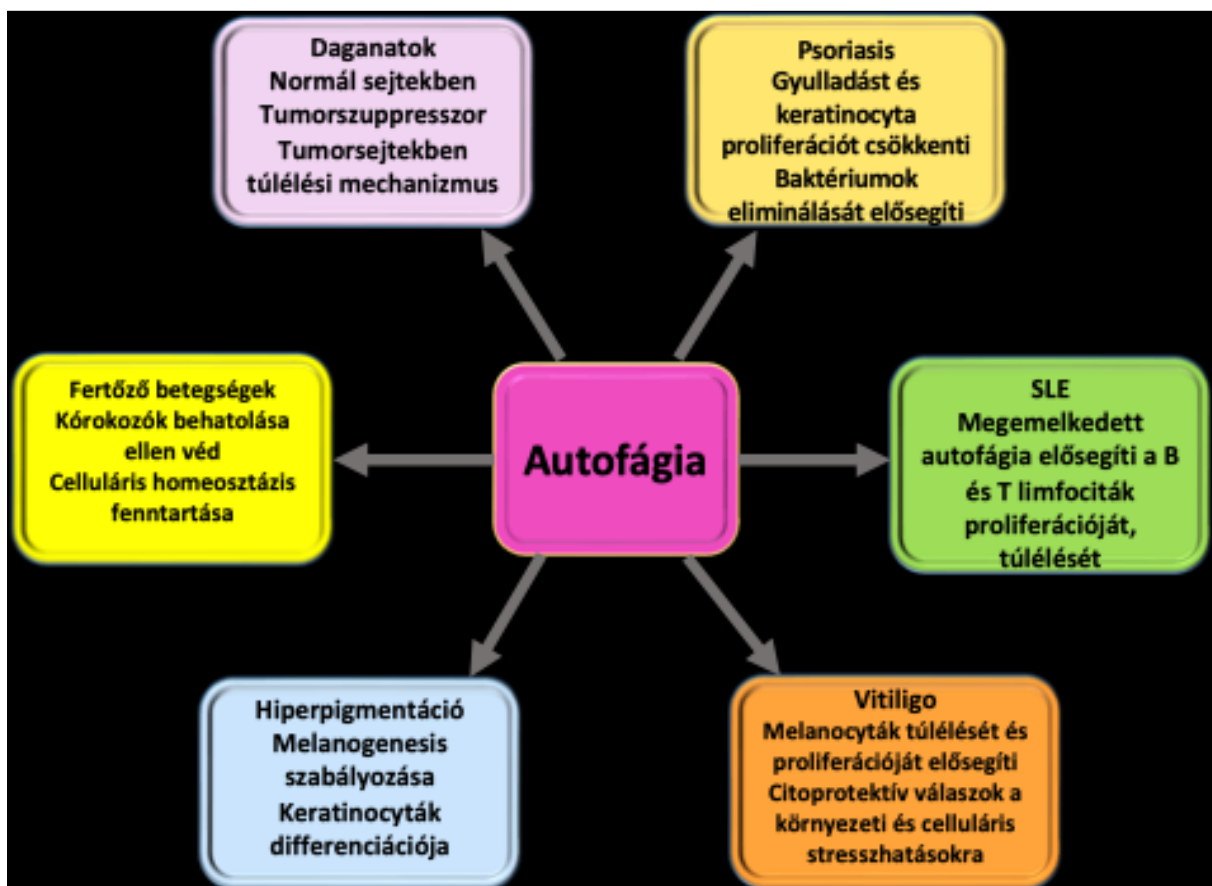 Daganatok
Normál sejtekben
Tumorszuppresszor
Tumorsejtekben
túlélési mechanizmus
Psoriasis
Gyulladást és
keratinocyta
proliferációt csökkenti
Baktériumok
eliminálását elősegíti
Fertőző betegségek
Kórokozók behatolása
ellen véd
Celluláris homeosztázis
fenntartása
Autofágia
SLE
Megemelkedett
autofágia elősegíti a B
és T limfociták
proliferációját,
túlélését
Hiperpigmentáció
Melanogenesis
szabályozása
Keratinocyták
differenciációja
Vitiligo
Melanocyták túlélését és
proliferációját elősegíti
Citoprotektív válaszok a
környezeti és celluláris
stresszhatásokra